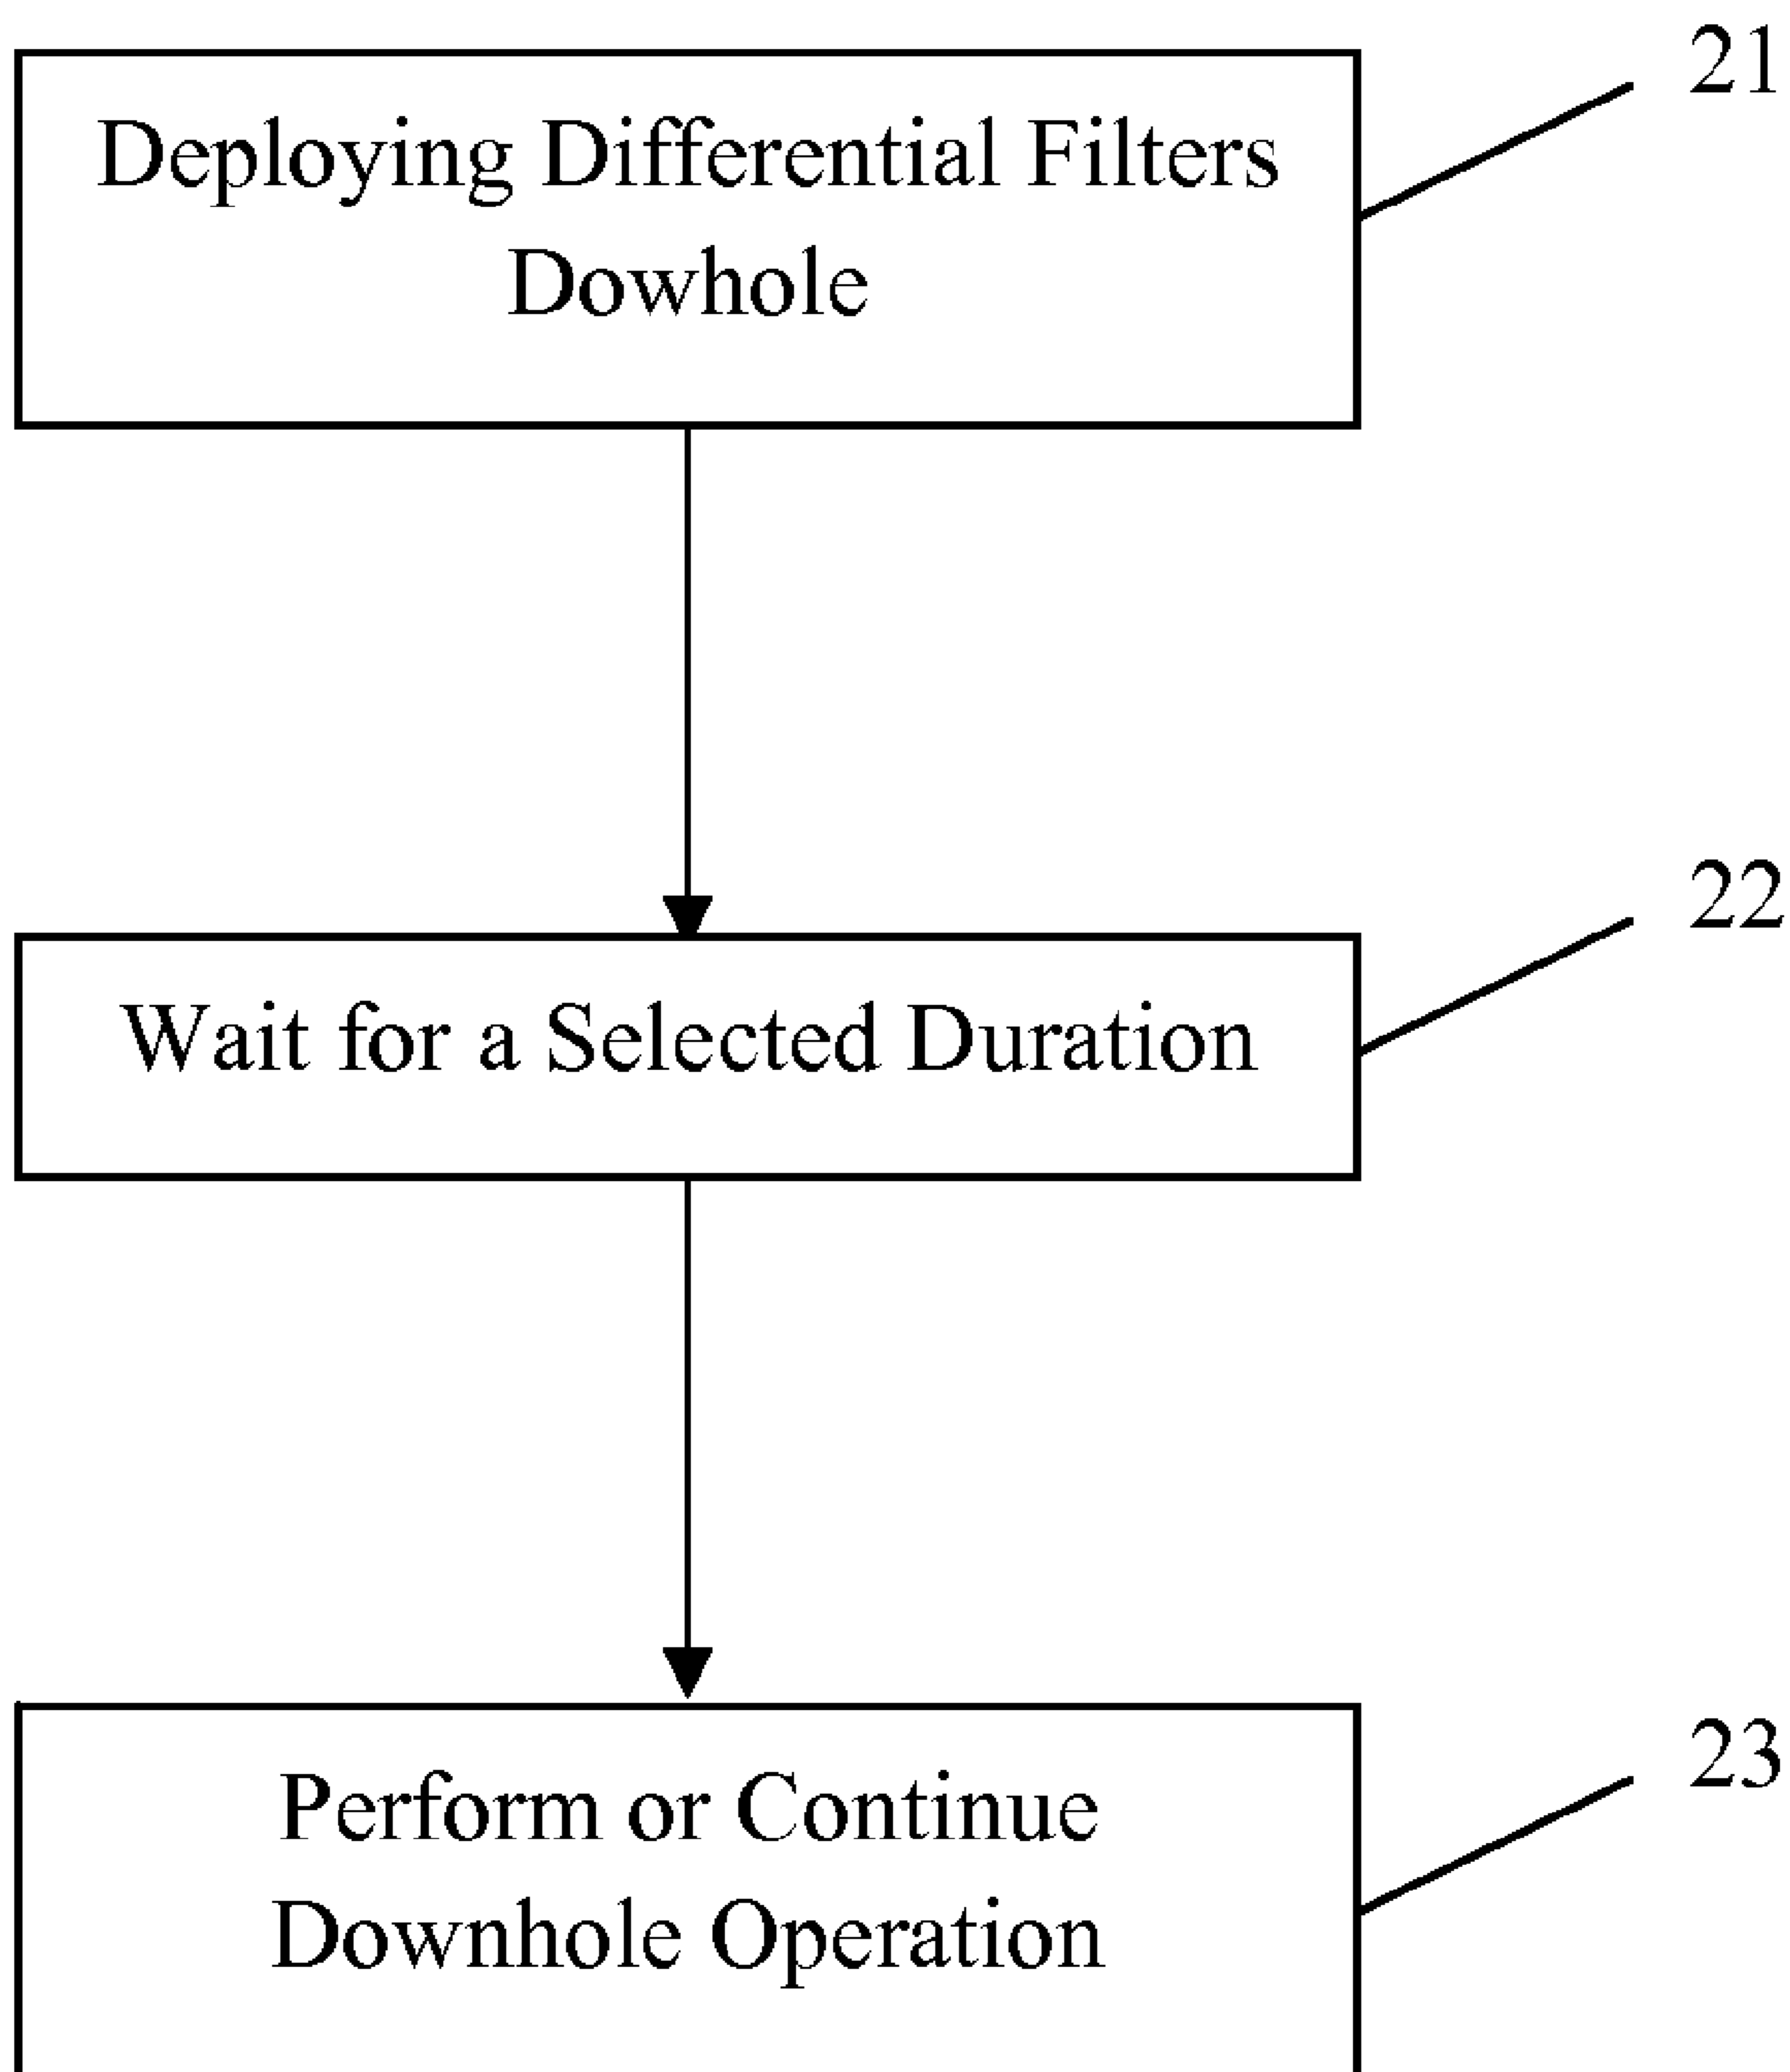 21
Deploying Differential Filters
Dowhole
22
Wait for a Selected Duration
23
Perform or Continue
Downhole Operation